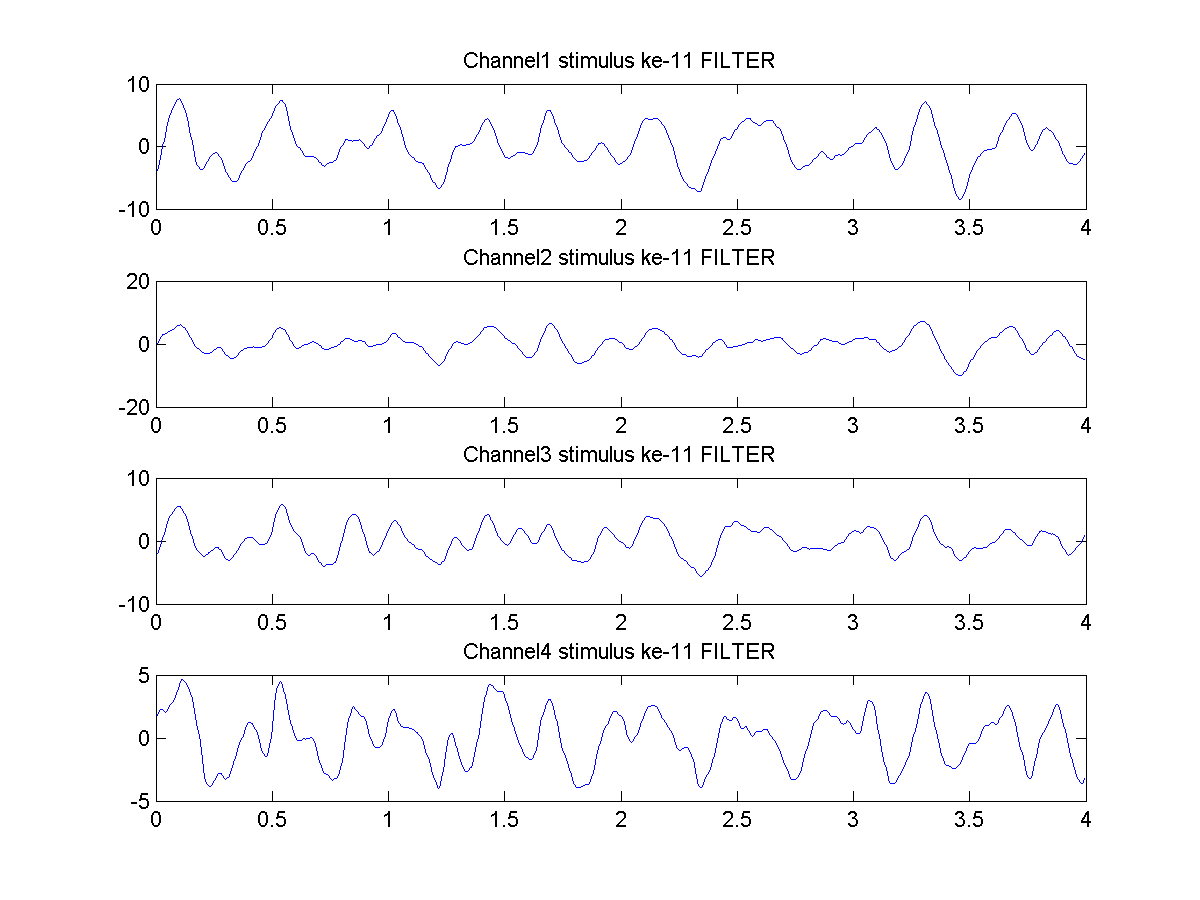 Channel1 stimulus ke-11 FILTER
10
0
-10
0 0.5 1 1.5 2 2.5 3 3.5 4
Channel2 stimulus ke-11 FILTER
20
0
-20
0 0.5 1 1.5 2 2.5 3 3.5 4
Channel3 stimulus ke-11 FILTER
10
0
-10
0 0.5 1 1.5 2 2.5 3 3.5 4
Channel4 stimulus ke-11 FILTER
5
0
-5
0 0.5 1 1.5 2 2.5 3 3.5 4